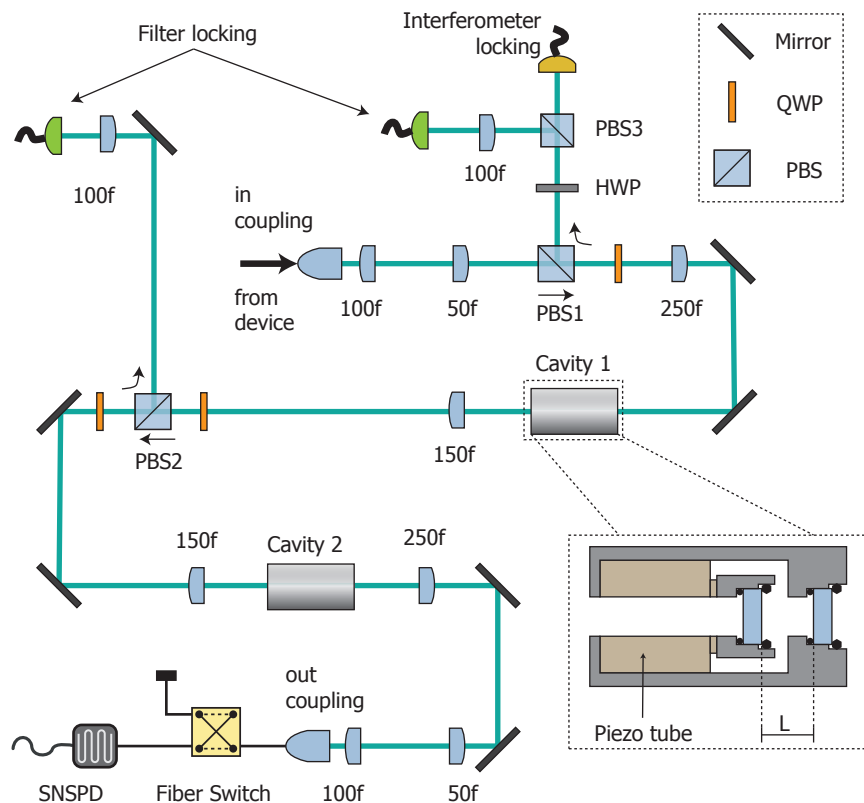 Filter locking
Interferometer
locking
Mirror
QWP
PBS
PBS3
100f
100f
HWP
in
coupling
from
device
100f
50f
PBS1
250f
Cavity 1
PBS2
150f
150f
Cavity 2
250f
out
coupling
Piezo tube
L
SNSPD
Fiber Switch
100f
50f